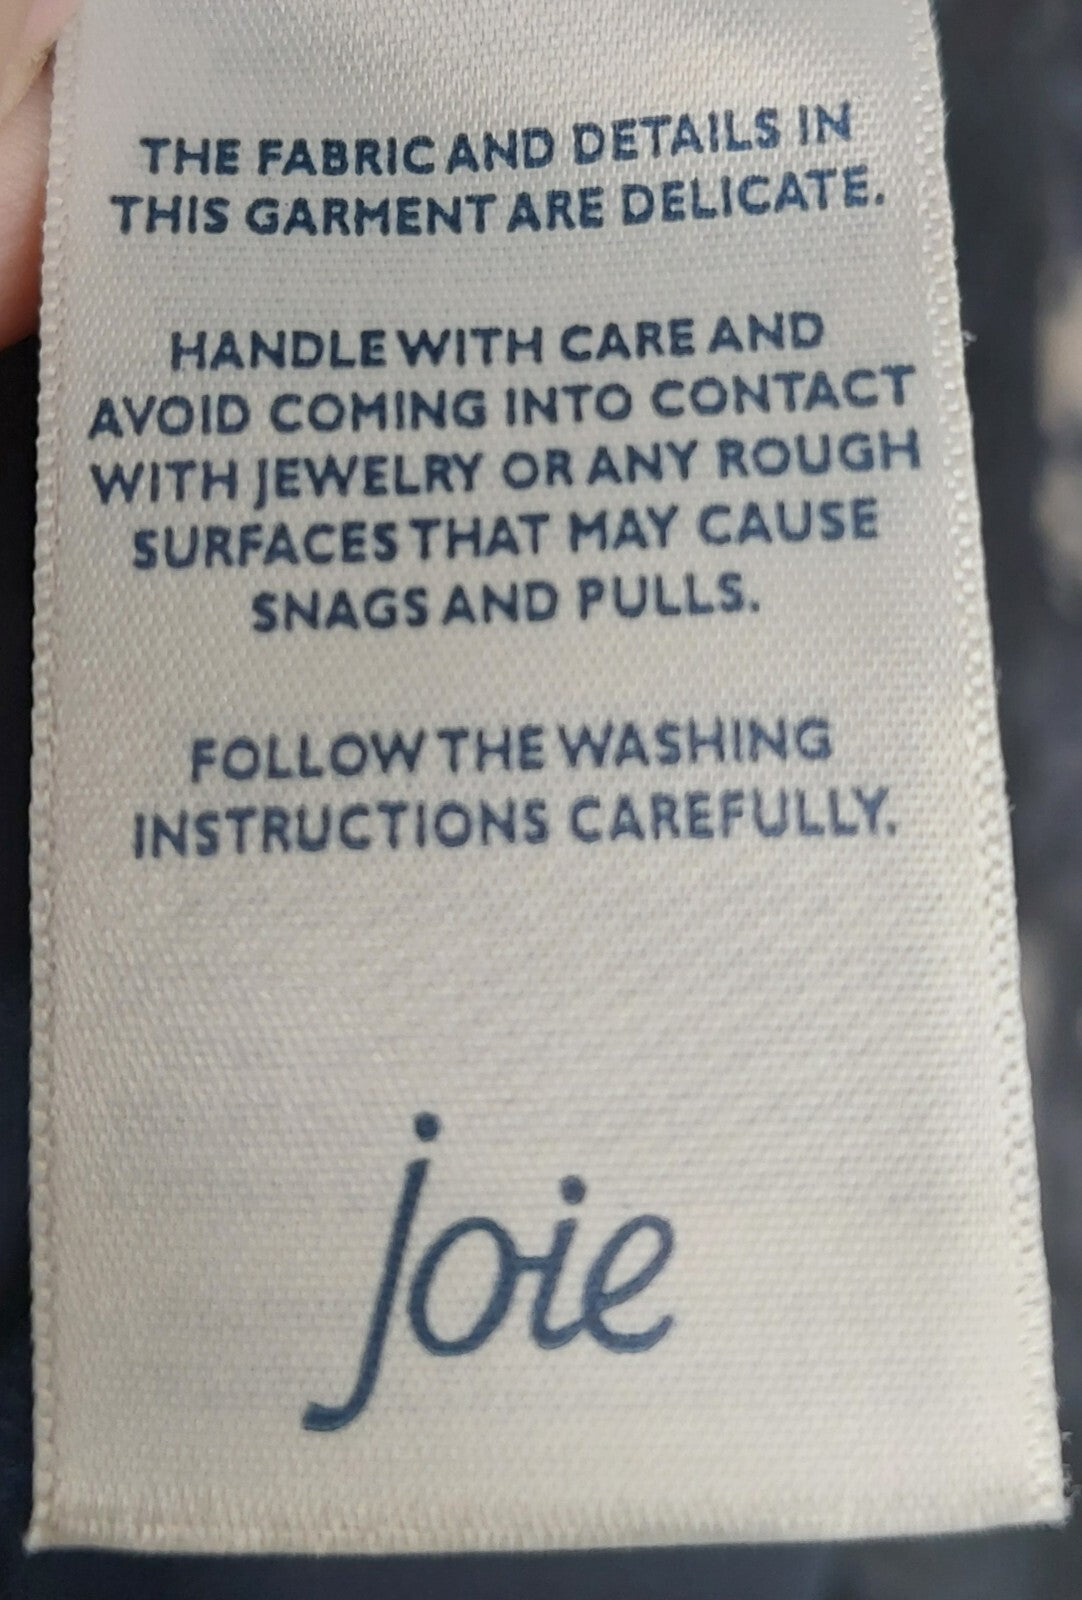 THE FABRIC AND DETAILS IN
THIS GARMENT ARE DELICATE.
HANDLE WITH CARE AND
AVOID COMING INTO CONTACT
WITH JEWELRY OR ANY ROUGH
SURFACES THAT MAY CAUSE
SNAGS AND PULLS.
FOLLOW THE WASHING
INSTRUCTIONS CAREFULLY.
joie